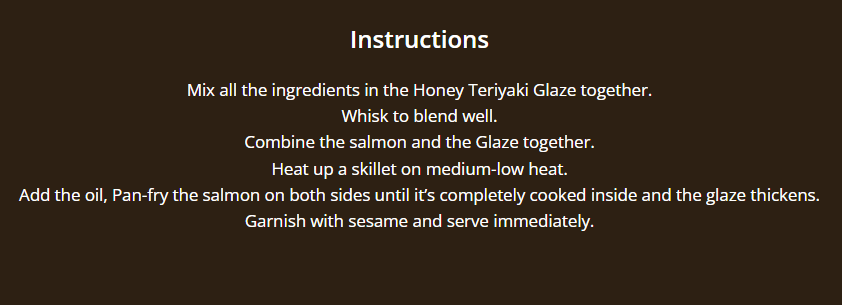 Instructions
Mix all the ingredients in the Honey Teriyaki Glaze together.
Whisk to blend well.
Combine the salmon and the Glaze together.
Heat up a skillet on medium-low heat.
Add the oil, Pan-fry the salmon on both sides until it’s completely cooked inside and the glaze thickens.
Garnish with sesame and serve immediately.